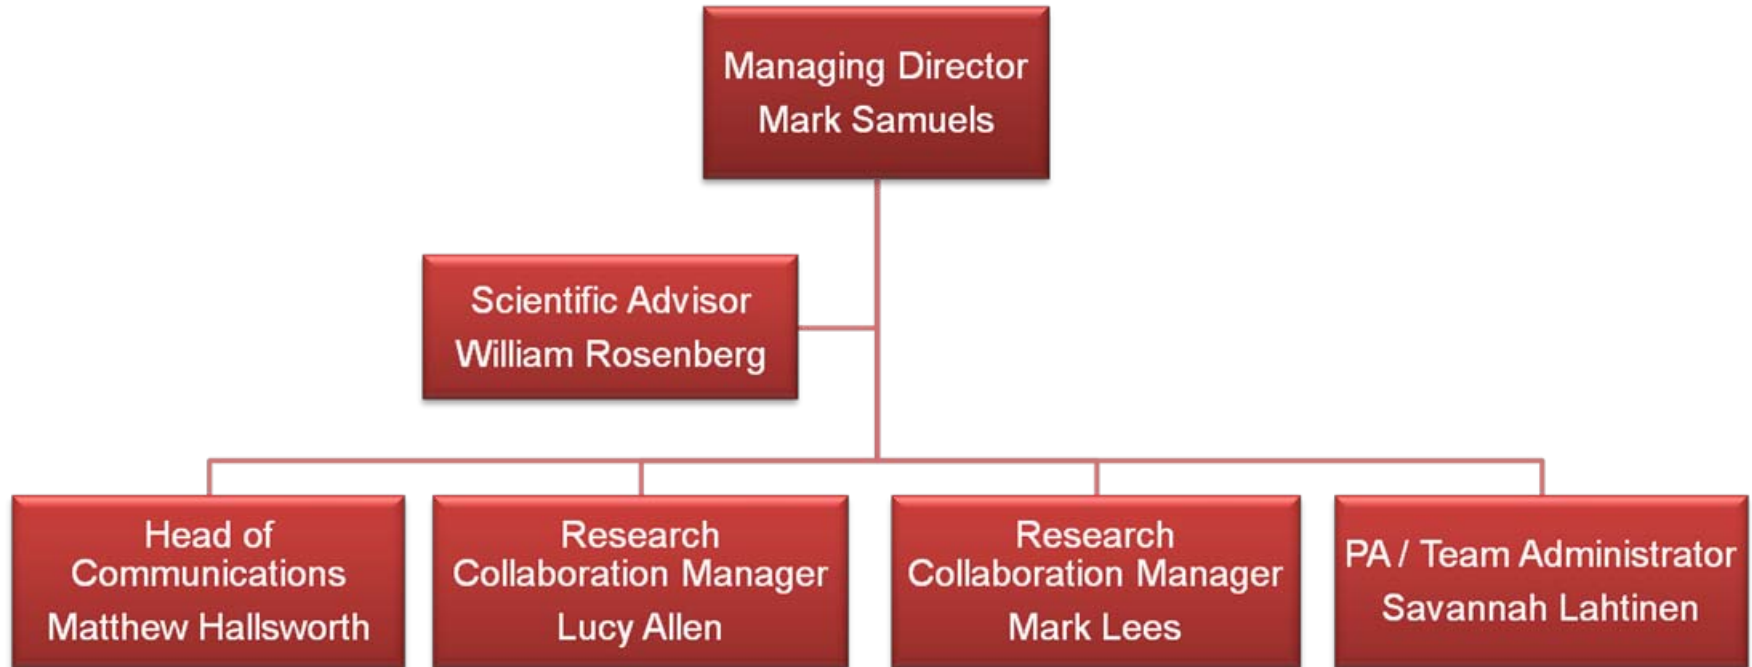 Managing Director
Mark Samuels
Scientific Advisor
William Rosenberg
Head of
Communications
Matthew Hallsworth
Research
Collaboration Manager
Lucy Allen
Research
Collaboration Manager
Mark Lees
PA / Team Administrator
Savannah Lahtinen